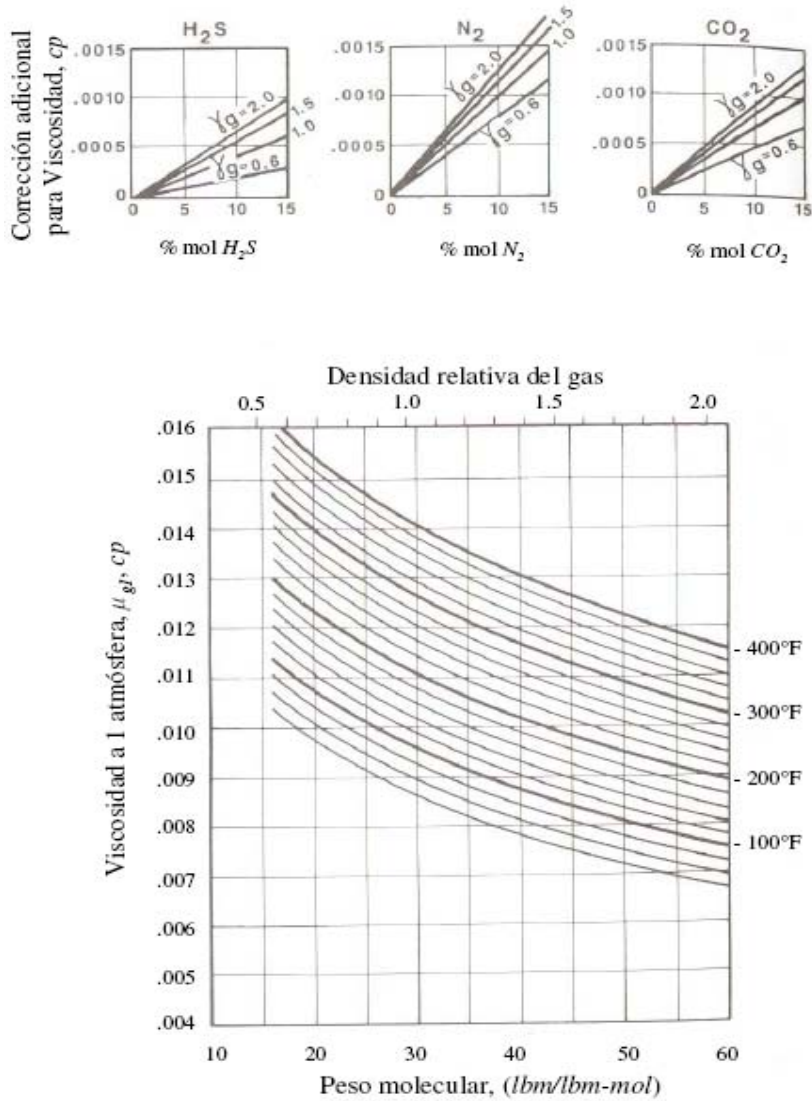 H2S
N2
CO2
Corrección adicional
para Viscosidad, cp
.0015
.0010
.0005
0
γg=2.0
1.5
1.0
γg=0.6
0 5 10 15
% mol H2S
.0015
.0010
.0005
0
γg=2.0
1.5
1.0
γg=0.6
0 5 10 15
% mol N2
.0015
.0010
.0005
0
γg=2.0
γg=0.6
0 5 10 15
% mol CO2
Densidad relativa del gas
0.5 1.0 1.5 2.0
Viscosidad a 1 atmósfera, μg1, cp
.016
.015
.014
.013
.012
.011
.010
.009
.008
.007
.006
.005
.004
- 400°F
- 300°F
- 200°F
- 100°F
10 20 30 40 50 60
Peso molecular, (lbm/lbm-mol)